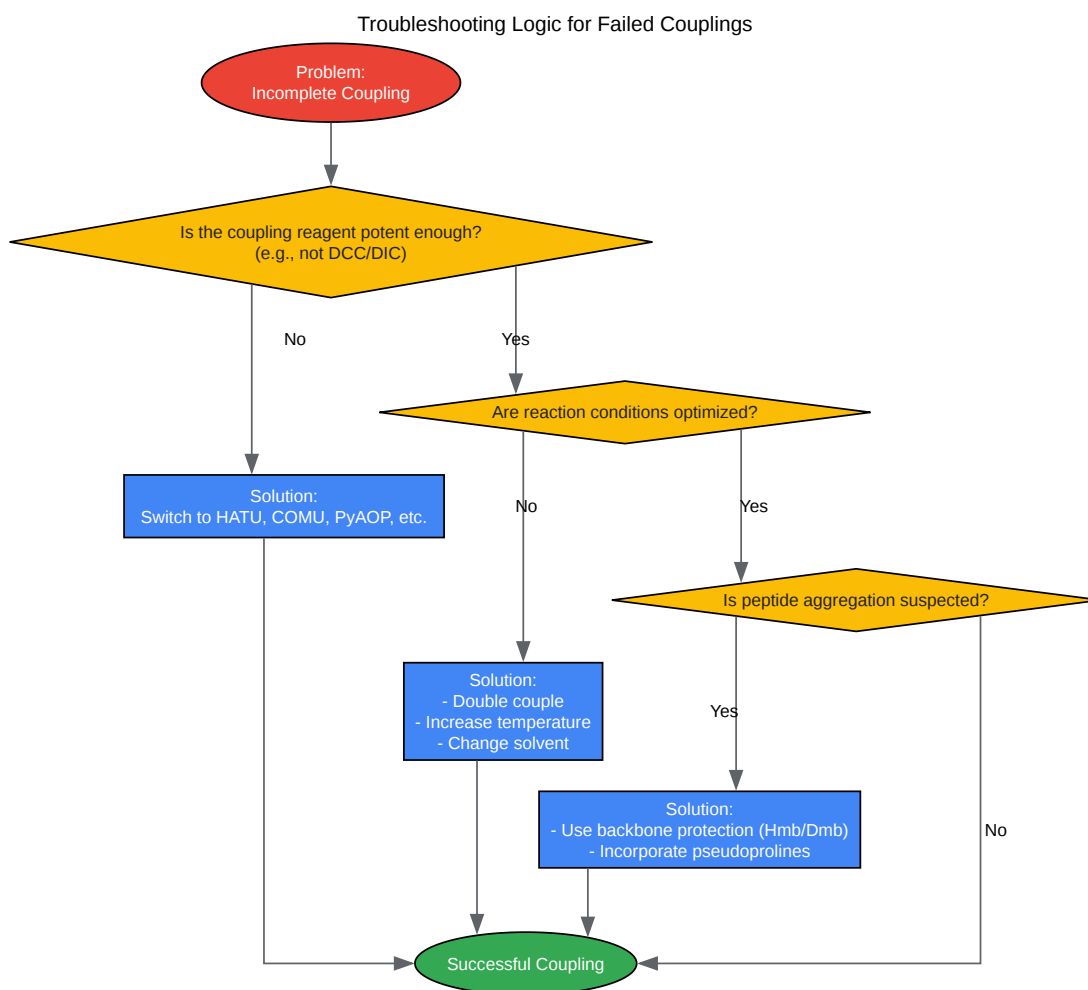 Troubleshooting Logic for Failed Couplings
Problem:
Incomplete Coupling
Is the coupling reagent potent enough?
(e.g., not DCC/DIC)
No
Yes
Are reaction conditions optimized?
Solution:
Switch to HATU, COMU, PyAOP, etc.
No
Yes
Is peptide aggregation suspected?
Solution:
- Double couple
- Increase temperature
- Change solvent
Yes
Solution:
- Use backbone protection (Hmb/Dmb)
- Incorporate pseudoprolines
No
Successful Coupling